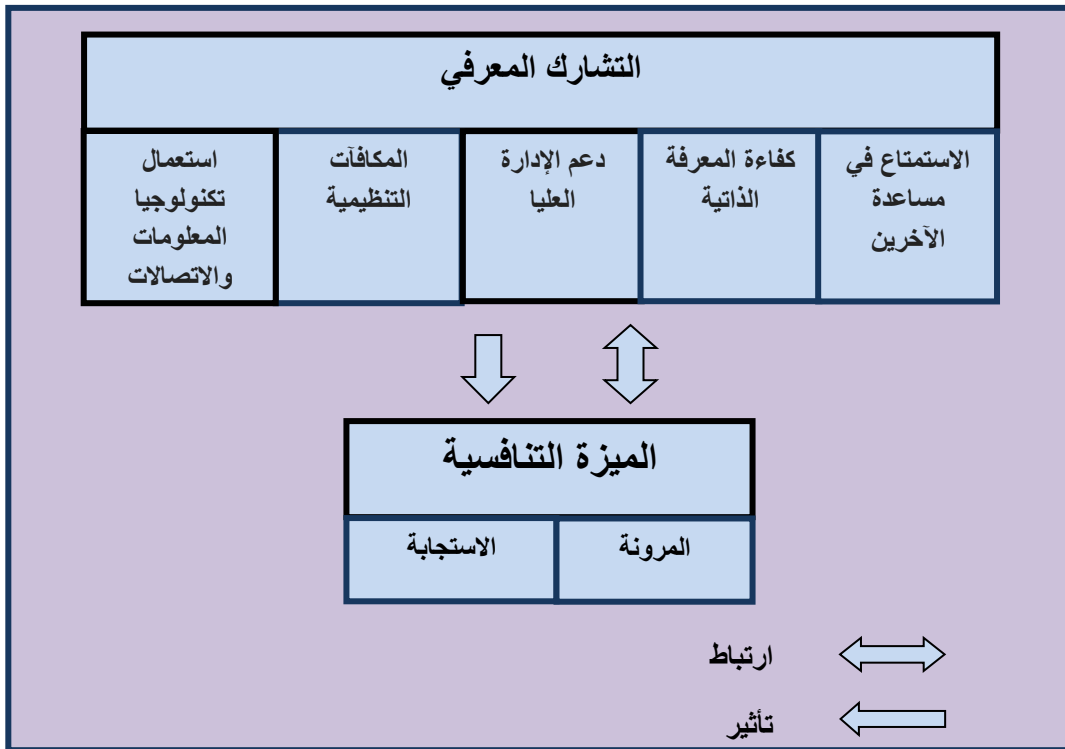 التشارك المعرفي
الاستمتاع في
مساعدة
الآخرين
كفاءة المعرفة
الذاتية
دعم الإدارة
العليا
المكافآت
التنظيمية
استعمال
تكنولوجيا
المعلومات
والاتصالات
الميزة التنافسية
المرونة
الاستجابة
ارتباط
تأثير